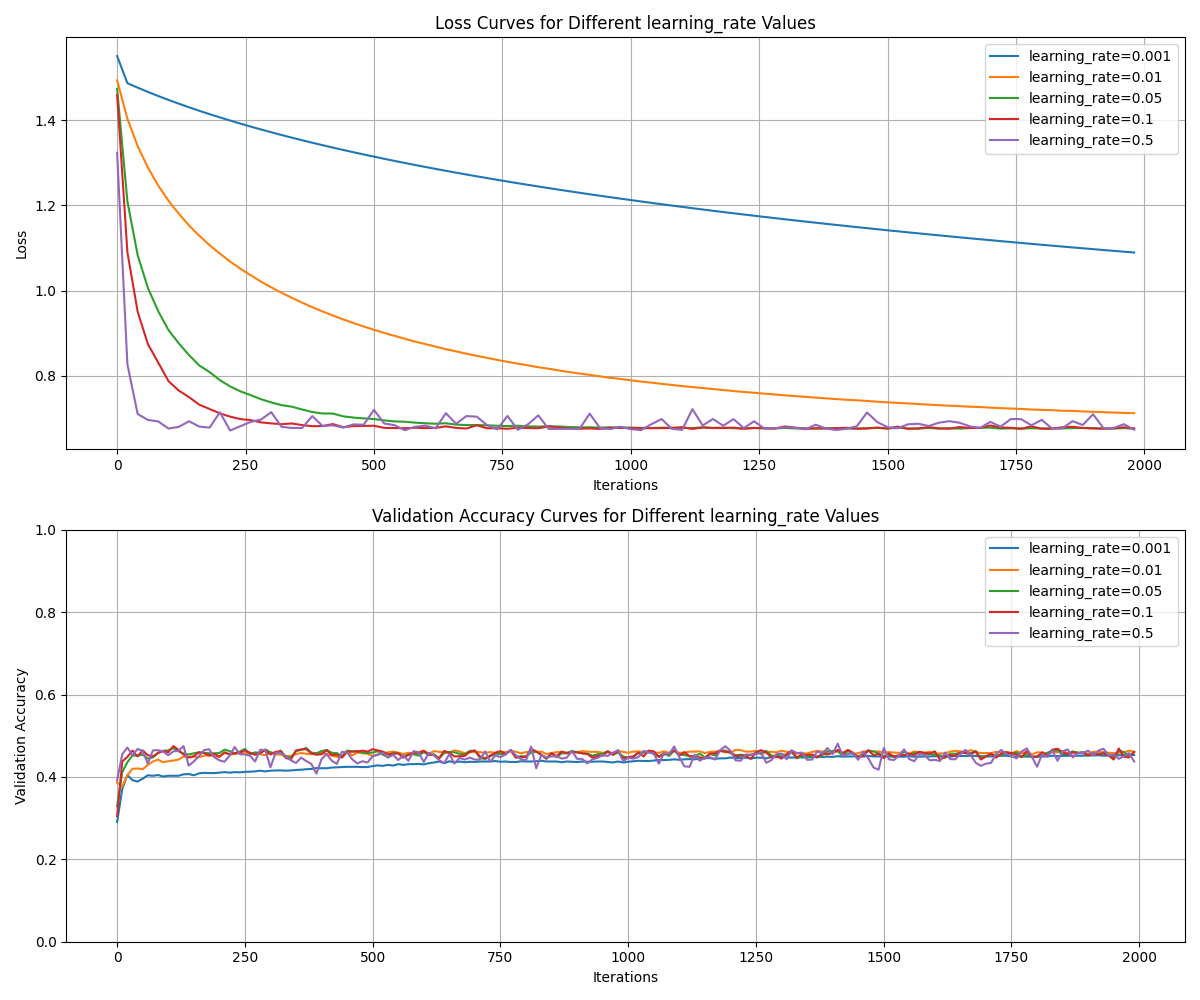 Loss Curves for Different learning_rate Values
learning_rate=0.001
learning_rate=0.01
learning_rate=0.05
learning_rate=0.1
learning_rate=0.5
Loss
1.4
1.2
1.0
0.8
0 250 500 750 1000 1250 1500 1750 2000
Iterations
Validation Accuracy Curves for Different learning_rate Values
learning_rate=0.001
learning_rate=0.01
learning_rate=0.05
learning_rate=0.1
learning_rate=0.5
Validation Accuracy
1.0
0.8
0.6
0.4
0.2
0.0
0 250 500 750 1000 1250 1500 1750 2000
Iterations